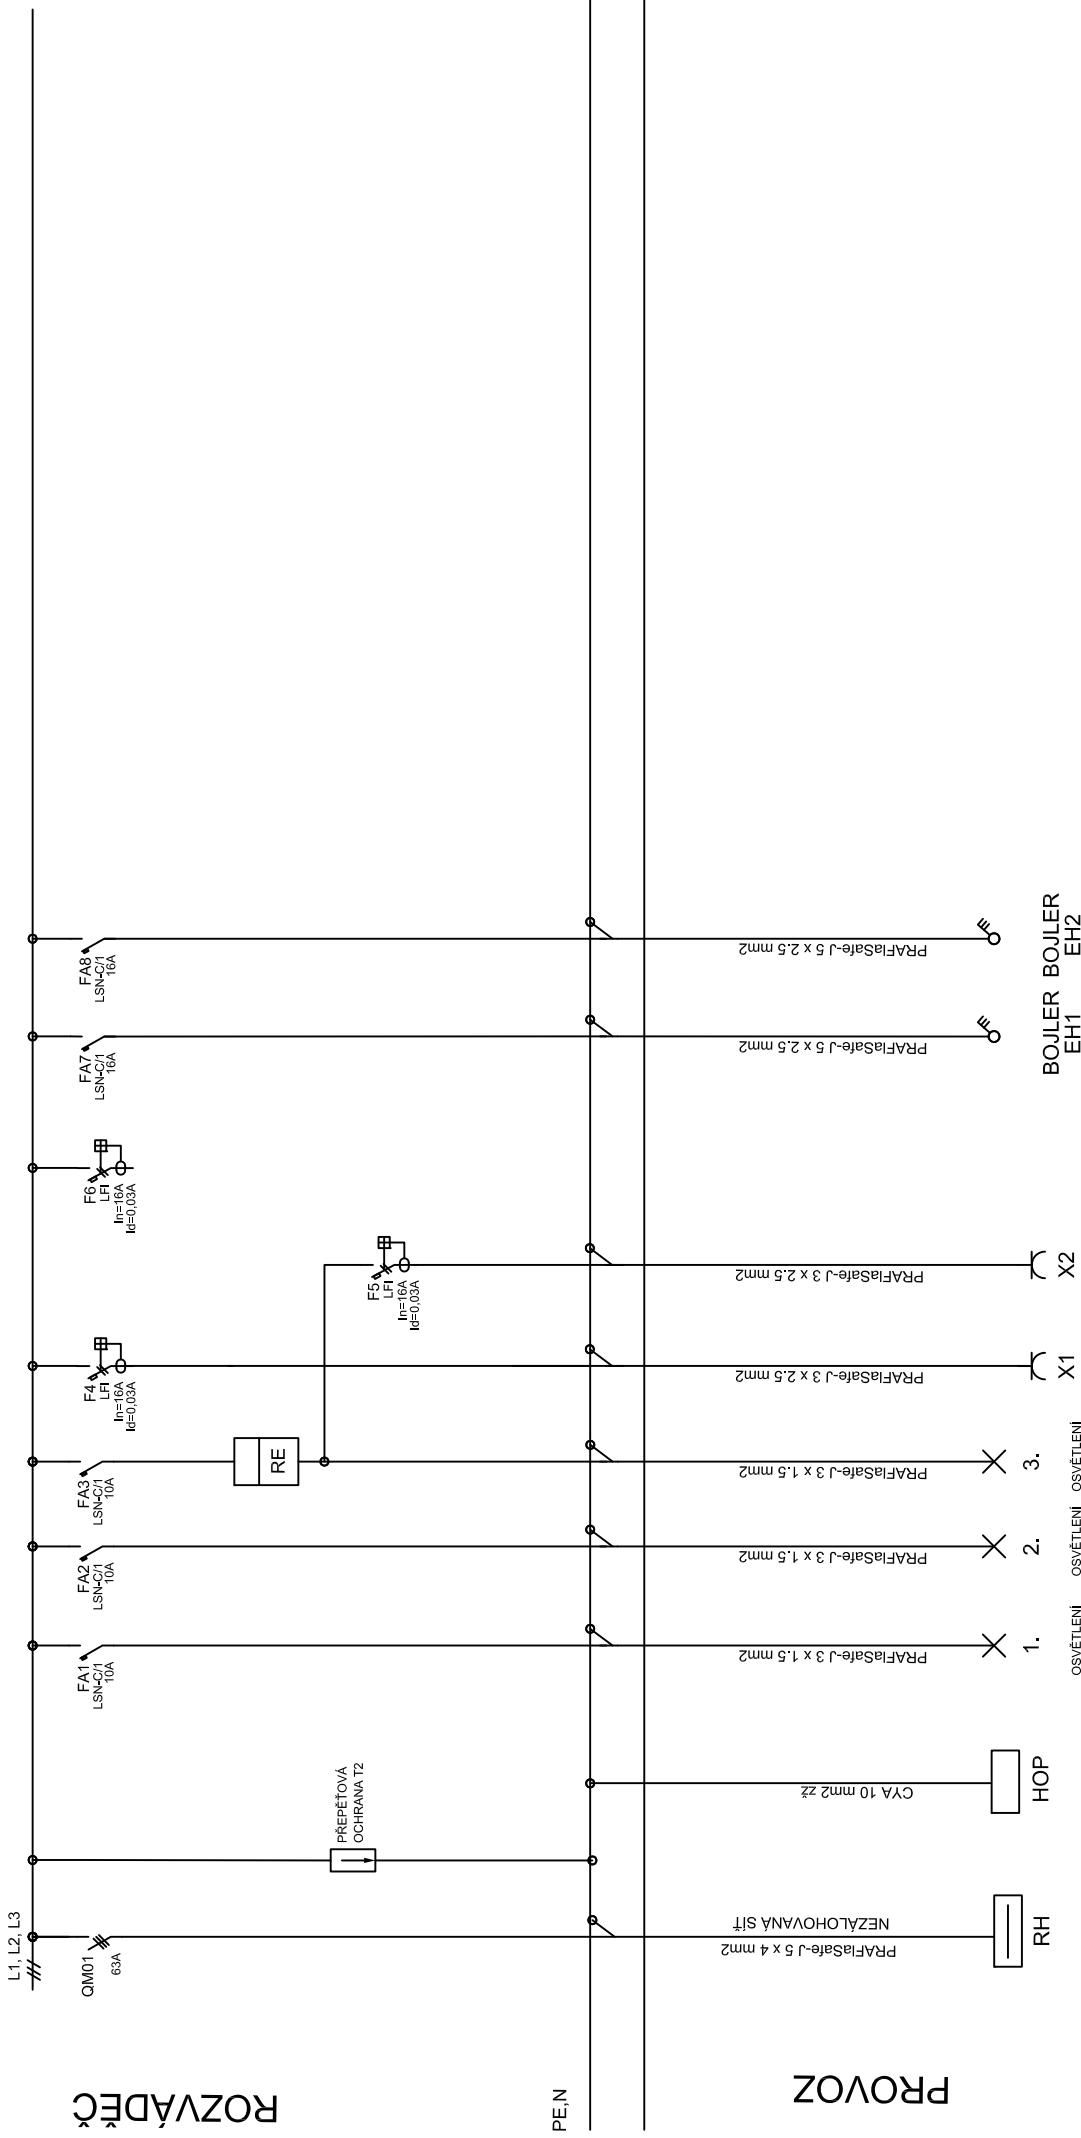 L1, L2, L3
ROZVÁDĚČ
QM01
63A
PŘEPĚŤOVÁ
OCHRANA T2
FA1
LSN-C/1
10A
FA2
LSN-C/1
10A
FA3
LSN-C/1
10A
RE
F4
LFI
In=16A
Id=0,03A
F5
LFI
In=16A
Id=0,03A
F6
LFI
In=16A
Id=0,03A
FA7
LSN-C/1
16A
FA8
LSN-C/1
16A
PE,N
PROVOZ
NEZÁLOHOVANÁ SÍŤ
PRAFlaSafe-J 5 x 4 mm2
CYA 10 mm2 zž
PRAFlaSafe-J 3 x 1.5 mm2
PRAFlaSafe-J 3 x 1.5 mm2
PRAFlaSafe-J 3 x 1.5 mm2
PRAFlaSafe-J 3 x 2.5 mm2
PRAFlaSafe-J 3 x 2.5 mm2
PRAFlaSafe-J 5 x 2.5 mm2
PRAFlaSafe-J 5 x 2.5 mm2
RH
HOP
1.
OSVĚTLENÍ
2.
OSVĚTLENÍ
3.
OSVĚTLENÍ
X1
X2
BOJLER
EH1
BOJLER
EH2